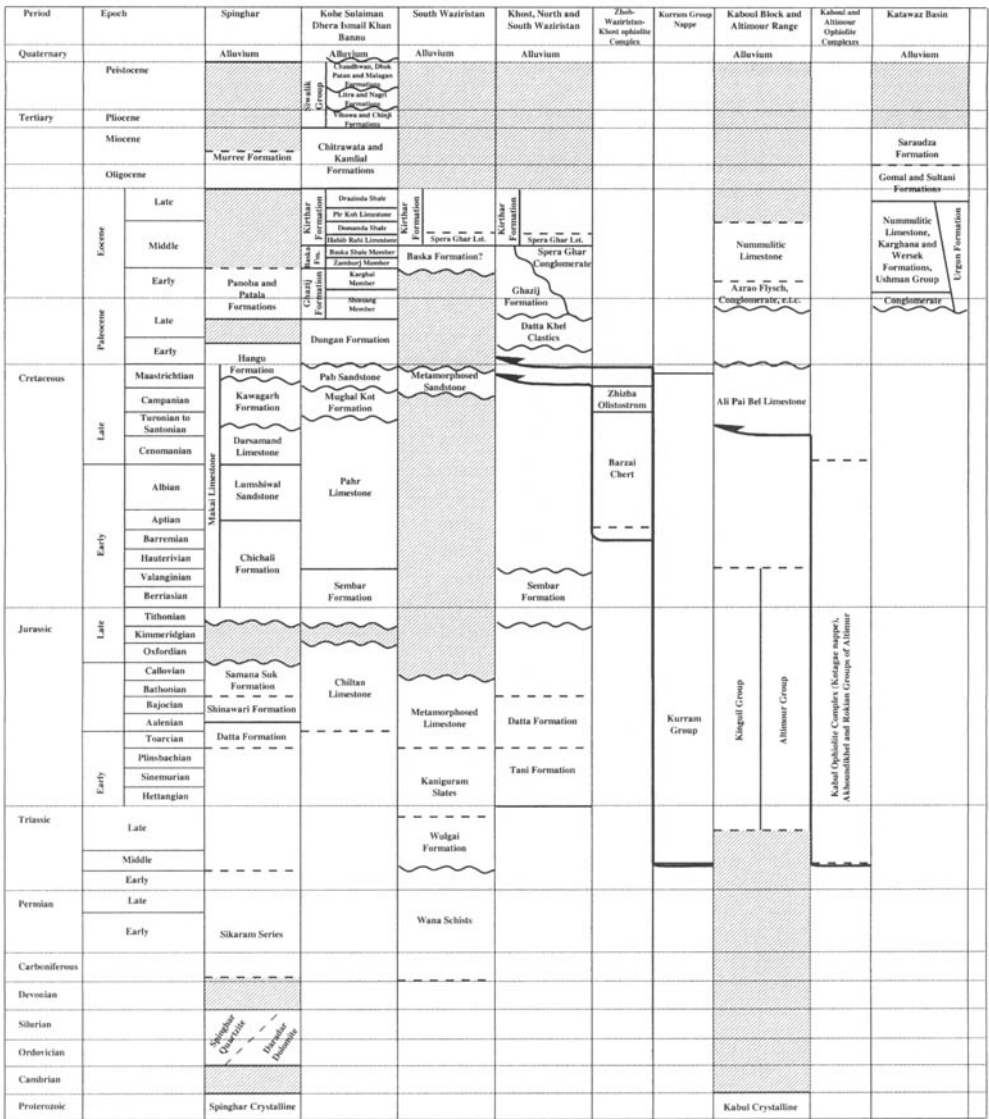 Period
Epoch
Spinghar
Kohe Sulaiman
Dhera Ismail Khan
Bannu
South Waziristan
Khost, North and
South Waziristan
Zhob-
Waziristan-
Khost ophiolite
Complex
Kurram Group
Nappe
Kaboul Block and
Altimour Range
Kaboul and
Altimour
Ophiolite
Complexes
Katawaz Basin
Quaternary
Alluvium
Alluvium
Alluvium
Alluvium
Alluvium
Alluvium
Peistocene
Siwalik
Group
Chaudhwan, Dhok
Patan and Malagan
Formations
Litra and Nagri
Formations
Tertiary
Pliocene
Vihowa and Chinji
Formations
Miocene
Murree Formation
Chitrawata and
Kamlial
Formations
Saraudza
Formation
Oligocene
Gomal and Sultani
Formations
Eocene
Late
Middle
Early
Kirthar
Formation
Drazioda Shale
Pir Koh Limestone
Domanda Shale
Habib Rahi Limestone
Kirthar
Formation
Spera Ghar Lst.
Kirthar
Formation
Spera Ghar Lst.
Baska
Fm.
Baska Shale Member
Zamburj Member
Baska Formation?
Spera Ghar
Conglomerate
Nummulitic
Limestone
Nummulitic
Limestone,
Karghana and
Wersek
Formations,
Ushman Group
Urgun Formation
Panoba and
Patala
Formations
Ghazij
Formation
Karghal
Member
Shinsang
Member
Ghazij
Formation
Azrao Flysch,
Conglomerate, e.t.c.
Conglomerate
Paleocene
Late
Early
Dungan Formation
Datta Khel
Clastics
Hangu
Formation
Cretaceous
Late
Maastrichtian
Pab Sandstone
Metamorphosed
Sandstone
Campanian
Kawagarh
Formation
Mughal Kot
Formation
Zhizha
Olistostrom
Ali Pai Bel Limestone
Turonian to
Santonian
Cenomanian
Darsamand
Limestone
Makai Limestone
Early
Albian
Lumshiwal
Sandstone
Pahr
Limestone
Barzai
Chert
Aptian
Barremian
Hauterivian
Chichali
Formation
Valanginian
Berriasian
Sembar
Formation
Sembar
Formation
Jurassic
Late
Tithonian
Kimmeridgian
Oxfordian
Callovian
Samana Suk
Formation
Chiltan
Limestone
Bathonian
Bajocian
Shinawari Formation
Metamorphosed
Limestone
Datta Formation
Kurram
Group
Kinguil Group
Altimour Group
Kabul Ophiolite Complex (Kotagae nappe),
Akhoundikhel and Rokian Groups of Altimur
Aalenian
Early
Toarcian
Datta Formation
Plinsbachian
Sinemurian
Kaniguram
Slates
Tani Formation
Hettangian
Triassic
Late
Wulgai
Formation
Middle
Early
Permian
Late
Early
Sikaram Series
Wana Schists
Carboniferous
Devonian
Silurian
Spinghar
Quartzite
Daradar
Dolomite
Ordovician
Cambrian
Proterozoic
Spinghar Crystalline
Kabul Crystalline